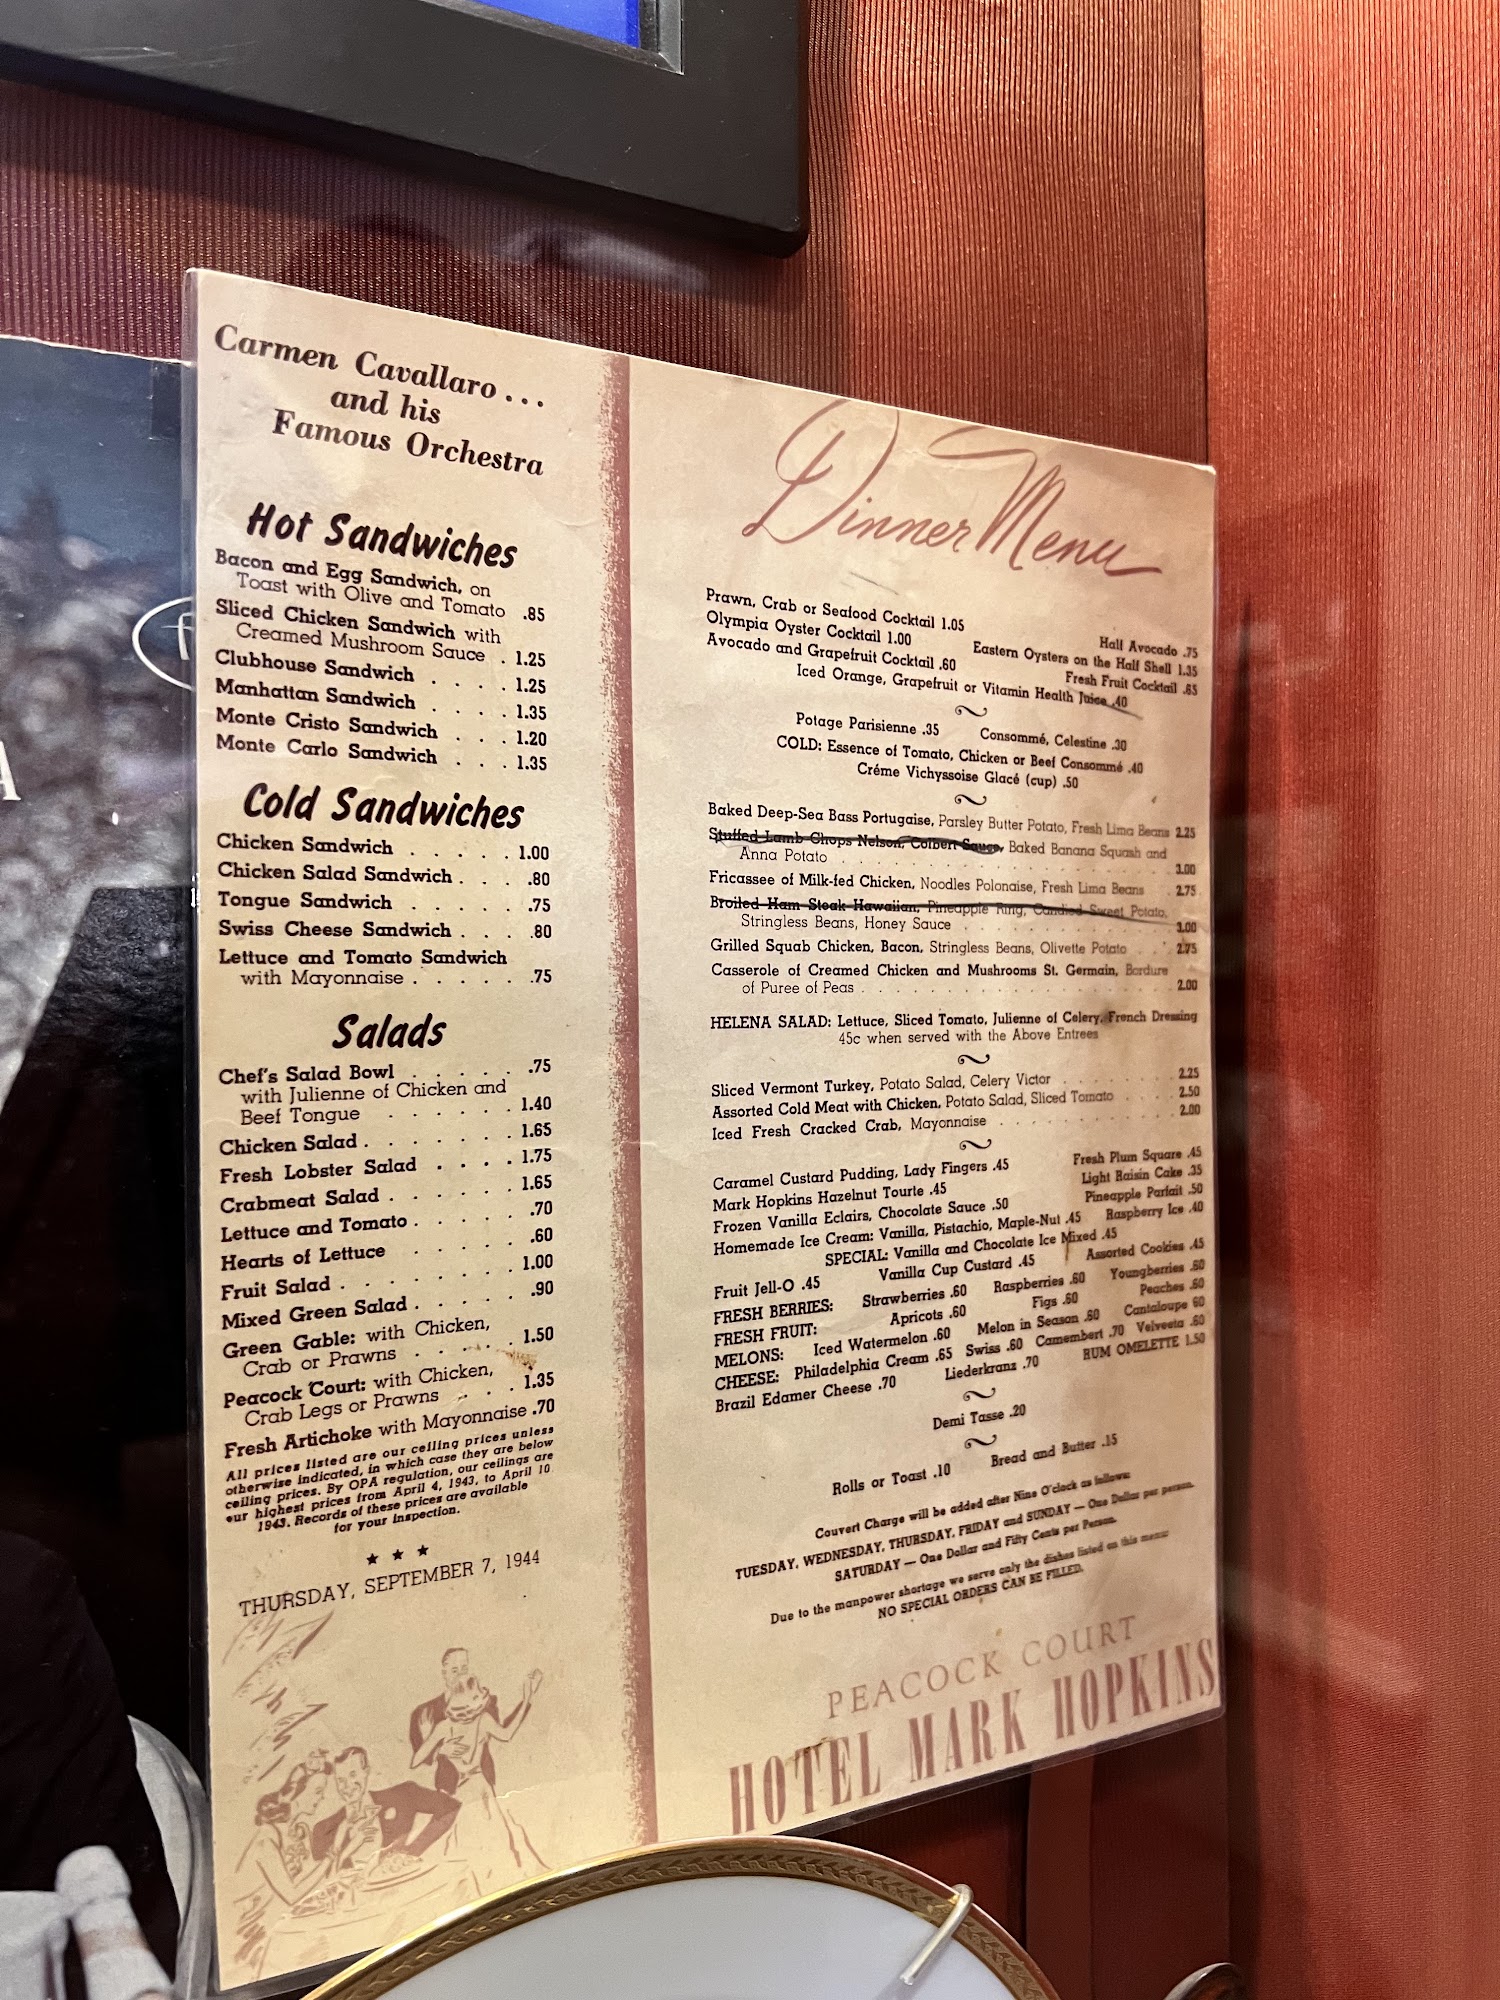 Carmen Cavallaro...
and his
Famous Orchestra
Hot Sandwiches
Bacon and Egg Sandwich, on
Toast with Olive and Tomato .85
Sliced Chicken Sandwich with
Creamed Mushroom Sauce . 1.25
Clubhouse Sandwich . . . . 1.25
Manhattan Sandwich . . . . 1.35
Monte Cristo Sandwich . . . 1.20
Monte Carlo Sandwich . . . 1.35
Cold Sandwiches
Chicken Sandwich . . . . . 1.00
Chicken Salad Sandwich . . . .80
Tongue Sandwich . . . . . .75
Swiss Cheese Sandwich . . . .80
Lettuce and Tomato Sandwich
with Mayonnaise . . . . . .75
Salads
Chef's Salad Bowl . . . . . .75
with Julienne of Chicken and
Beef Tongue . . . . . . 1.40
Chicken Salad . . . . . . . 1.65
Fresh Lobster Salad . . . . 1.75
Crabmeat Salad . . . . . . 1.65
Lettuce and Tomato . . . . . .70
Hearts of Lettuce . . . . . .60
Fruit Salad . . . . . . . . 1.00
Mixed Green Salad . . . . . .90
Green Gable: with Chicken,
Crab or Prawns . . . . . 1.50
Peacock Court: with Chicken,
Crab Legs or Prawns . . . 1.35
Fresh Artichoke with Mayonnaise .70
All prices listed are our ceiling prices unless
otherwise indicated, in which case they are below
ceiling prices. By OPA regulation, our ceilings are
our highest prices from April 4, 1943, to April 10
1943. Records of these prices are available
for your inspection.
THURSDAY, SEPTEMBER 7, 1944
Dinner Menu
Prawn, Crab or Seafood Cocktail 1.05
Half Avocado .75
Olympia Oyster Cocktail 1.00 Eastern Oysters on the Half Shell 1.35
Avocado and Grapefruit Cocktail .60 Fresh Fruit Cocktail .65
Iced Orange, Grapefruit or Vitamin Health Juice .40
Potage Parisienne .35 Consommé, Celestine .30
COLD: Essence of Tomato, Chicken or Beef Consommé .40
Créme Vichyssoise Glacé (cup) .50
Baked Deep-Sea Bass Portugaise, Parsley Butter Potato, Fresh Lima Beans 2.25
Stuffed Lamb Chops Nelson, Colbert Sauce, Baked Banana Squash and
Anna Potato . . . . . . . . . . 3.00
Fricassee of Milk-fed Chicken, Noodles Polonaise, Fresh Lima Beans 2.75
Broiled Ham Steak Hawaiian, Pineapple Ring, Candied Sweet Potato,
Stringless Beans, Honey Sauce . . . . . . . 3.00
Grilled Squab Chicken, Bacon, Stringless Beans, Olivette Potato . . . 2.75
Casserole of Creamed Chicken and Mushrooms St. Germain, Bordure
of Puree of Peas . . . . . . . . . . 2.00
HELENA SALAD: Lettuce, Sliced Tomato, Julienne of Celery, French Dressing
45c when served with the Above Entrees
Sliced Vermont Turkey, Potato Salad, Celery Victor . . . . . 2.25
Assorted Cold Meat with Chicken, Potato Salad, Sliced Tomato . . . . 2.50
Iced Fresh Cracked Crab, Mayonnaise . . . . . . . . 2.00
Caramel Custard Pudding, Lady Fingers .45 Fresh Plum Square .45
Mark Hopkins Hazelnut Tourte .45 Light Raisin Cake .35
Frozen Vanilla Eclairs, Chocolate Sauce .50 Pineapple Parfait .50
Homemade Ice Cream: Vanilla, Pistachio, Maple-Nut .45 Raspberry Ice .40
SPECIAL: Vanilla and Chocolate Ice Mixed .45
Fruit Jell-O .45 Vanilla Cup Custard .45 Assorted Cookies .45
FRESH BERRIES: Strawberries .60 Raspberries .60 Youngberries .60
FRESH FRUIT: Apricots .60 Figs .60 Peaches .60
MELONS: Iced Watermelon .60 Melon in Season .60 Cantaloupe 60
CHEESE: Philadelphia Cream .65 Swiss .60 Camembert .70 Velveeta .60
Brazil Edamer Cheese .70 Liederkranz .70 RUM OMELETTE 1.50
Demi Tasse .20
Rolls or Toast .10 Bread and Butter .15
Couvert Charge will be added after Nine O'clock as follows:
TUESDAY, WEDNESDAY, THURSDAY, FRIDAY and SUNDAY — One Dollar per person.
SATURDAY — One Dollar and Fifty Cents per Person.
Due to the manpower shortage we serve only the dishes listed on this menu:
NO SPECIAL ORDERS CAN BE FILLED.
PEACOCK COURT
HOTEL MARK HOPKINS